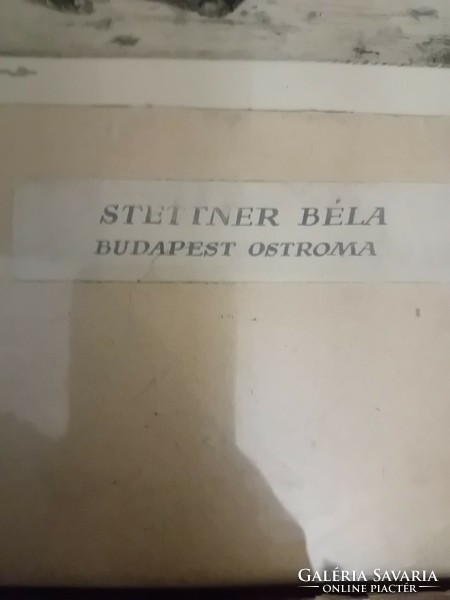 STETTNER BÉLA
BUDAPEST OSTROMA
GALÉRIA SAVARIA
ONLINE PIACTÉR